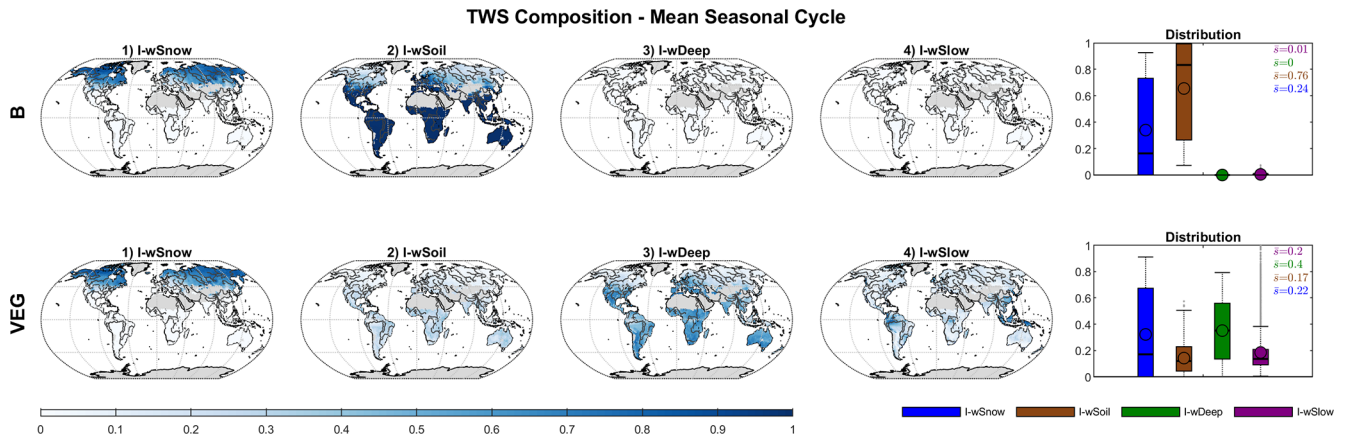 TWS Composition - Mean Seasonal Cycle
B
1) I-wSnow
2) I-wSoil
3) I-wDeep
4) I-wSlow
Distribution
1
0.8
0.6
0.4
0.2
0
s̄=0.01
s̄=0
s̄=0.76
s̄=0.24
VEG
1) I-wSnow
2) I-wSoil
3) I-wDeep
4) I-wSlow
Distribution
1
0.8
0.6
0.4
0.2
0
s̄=0.2
s̄=0.4
s̄=0.17
s̄=0.22
0 0.1 0.2 0.3 0.4 0.5 0.6 0.7 0.8 0.9 1
I-wSnow I-wSoil I-wDeep I-wSlow